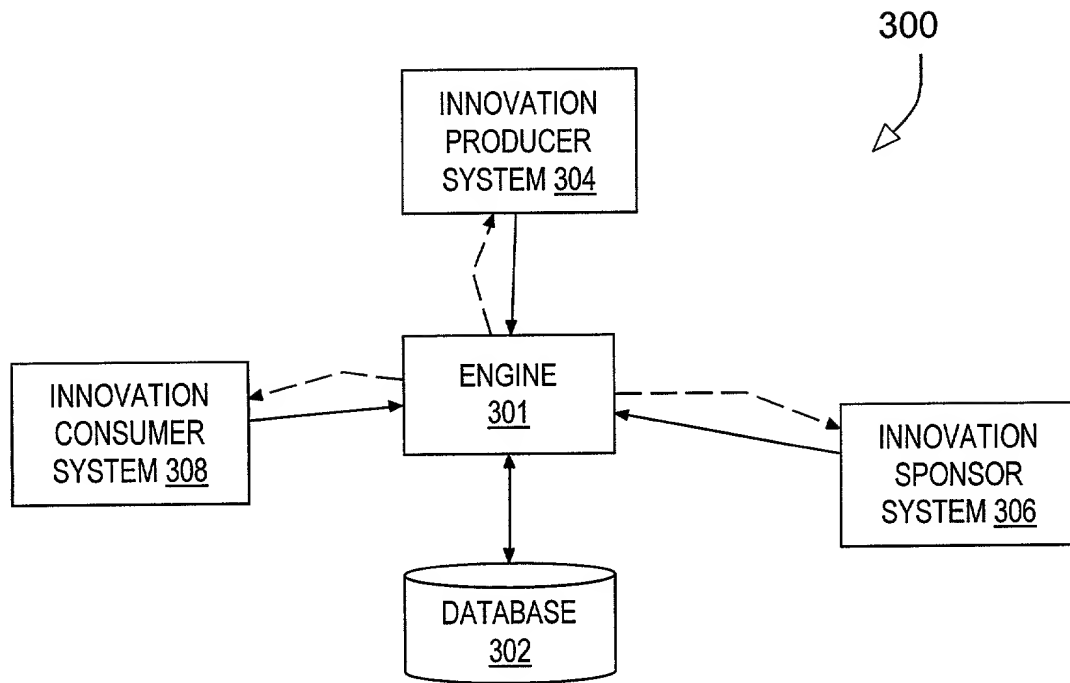 300
INNOVATION
PRODUCER
SYSTEM 304
ENGINE
301
INNOVATION
CONSUMER
SYSTEM 308
INNOVATION
SPONSOR
SYSTEM 306
DATABASE
302